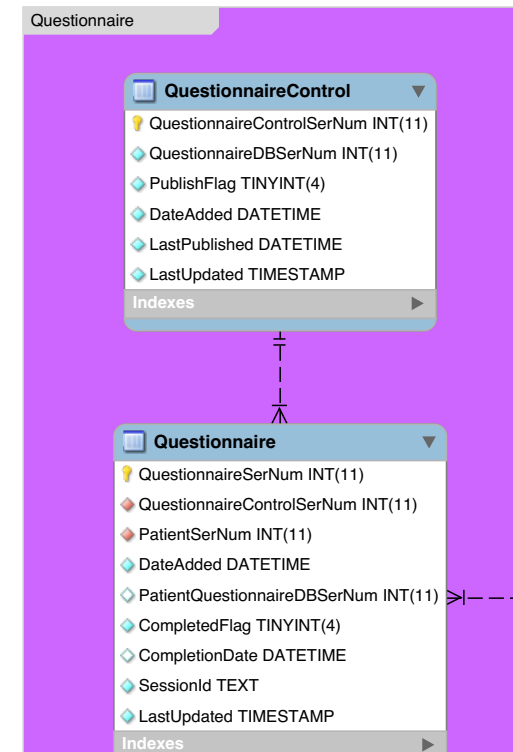 Questionnaire
QuestionnaireControl
QuestionnaireControlSerNum INT(11)
QuestionnaireDBSerNum INT(11)
PublishFlag TINYINT(4)
DateAdded DATETIME
LastPublished DATETIME
LastUpdated TIMESTAMP
Indexes
Questionnaire
QuestionnaireSerNum INT(11)
QuestionnaireControlSerNum INT(11)
PatientSerNum INT(11)
DateAdded DATETIME
PatientQuestionnaireDBSerNum INT(11)
CompletedFlag TINYINT(4)
CompletionDate DATETIME
SessionId TEXT
LastUpdated TIMESTAMP
Indexes